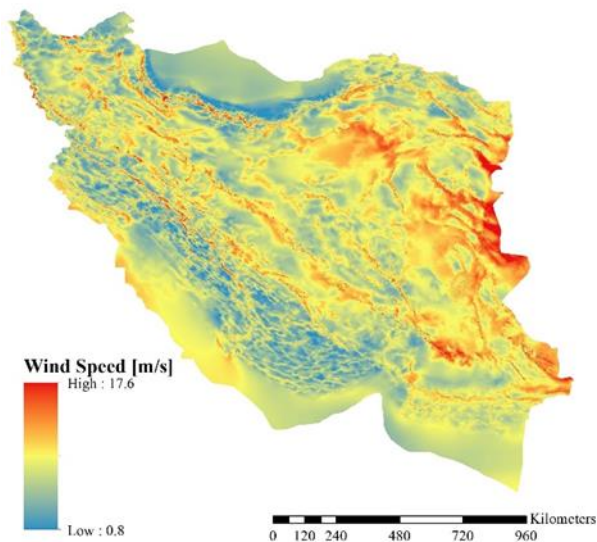 Wind Speed [m/s]
High : 17.6
Low : 0.8
Kilometers
0 120 240 480 720 960